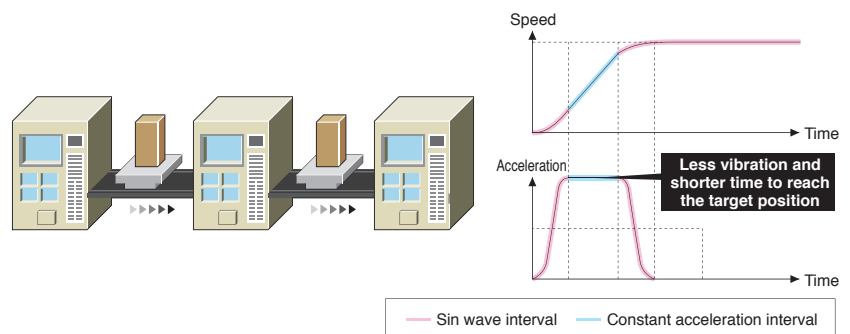 Speed
Time
Acceleration
Less vibration and
shorter time to reach
the target position
Time
Sin wave interval
Constant acceleration interval